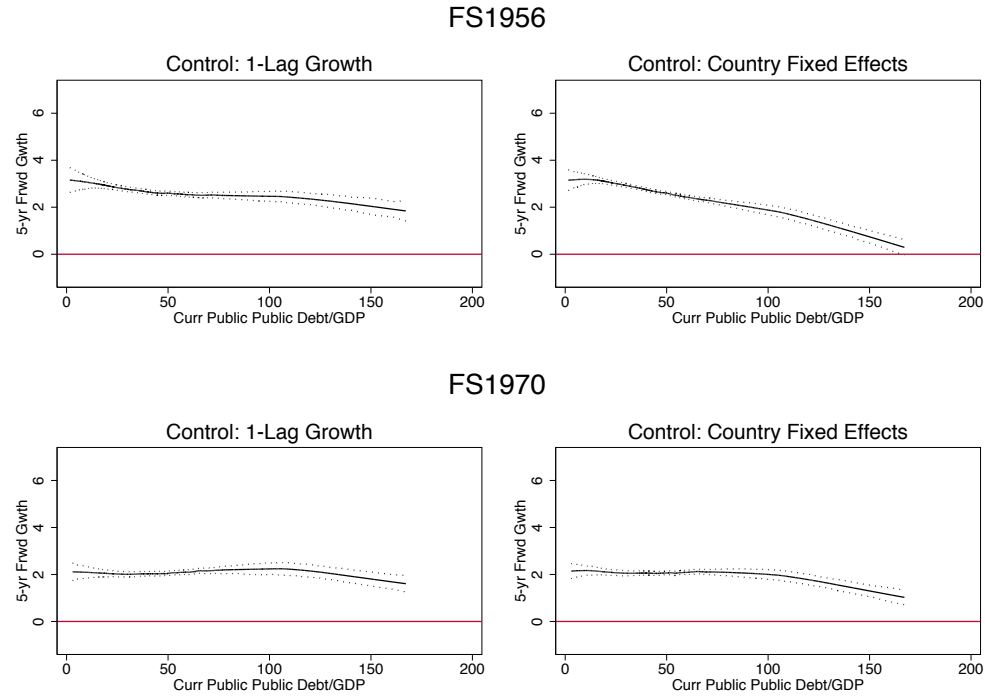 FS1956
Control: 1-Lag Growth
5-yr Frwd Gwth
6
4
2
0
0 50 100 150 200
Curr Public Public Debt/GDP
Control: Country Fixed Effects
5-yr Frwd Gwth
6
4
2
0
0 50 100 150 200
Curr Public Public Debt/GDP
FS1970
Control: 1-Lag Growth
5-yr Frwd Gwth
6
4
2
0
0 50 100 150 200
Curr Public Public Debt/GDP
Control: Country Fixed Effects
5-yr Frwd Gwth
6
4
2
0
0 50 100 150 200
Curr Public Public Debt/GDP